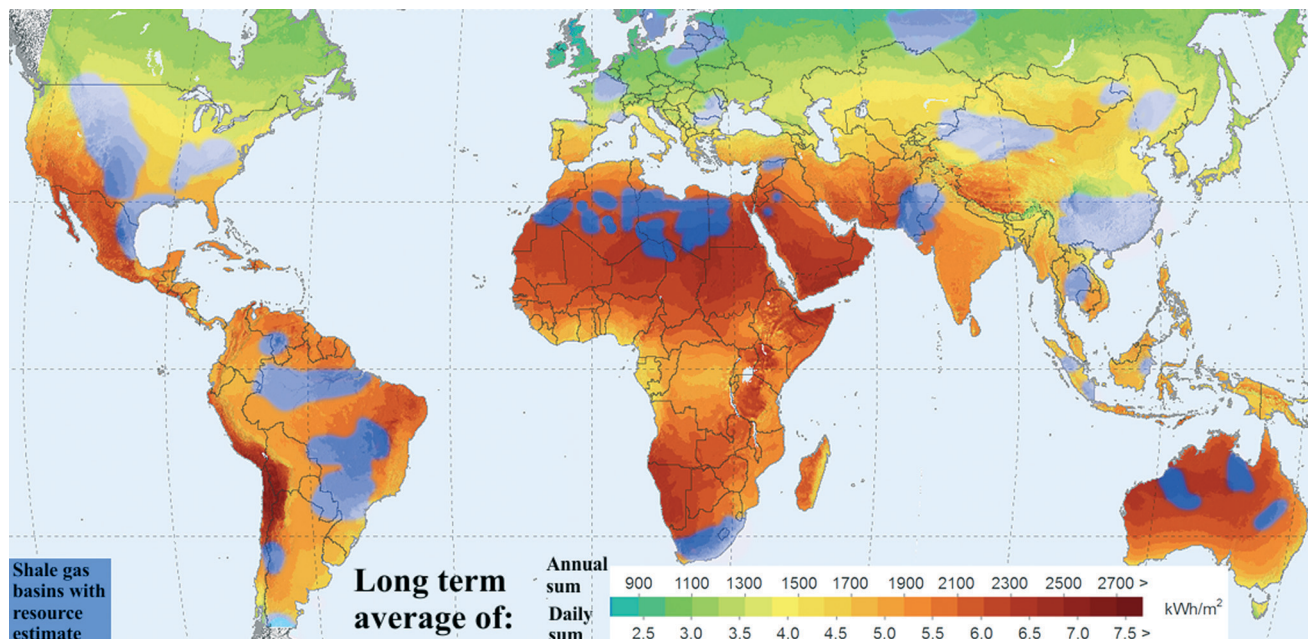 Shale gas
basins with
resource
estimate
Long term
average of:
Annual
sum
Daily
sum
900 1100 1300 1500 1700 1900 2200 2500 2700 >
2.5 3.0 3.5 4.0 4.5 5.0 5.5 6.0 6.5 7.0 7.5 >
kWh/m²